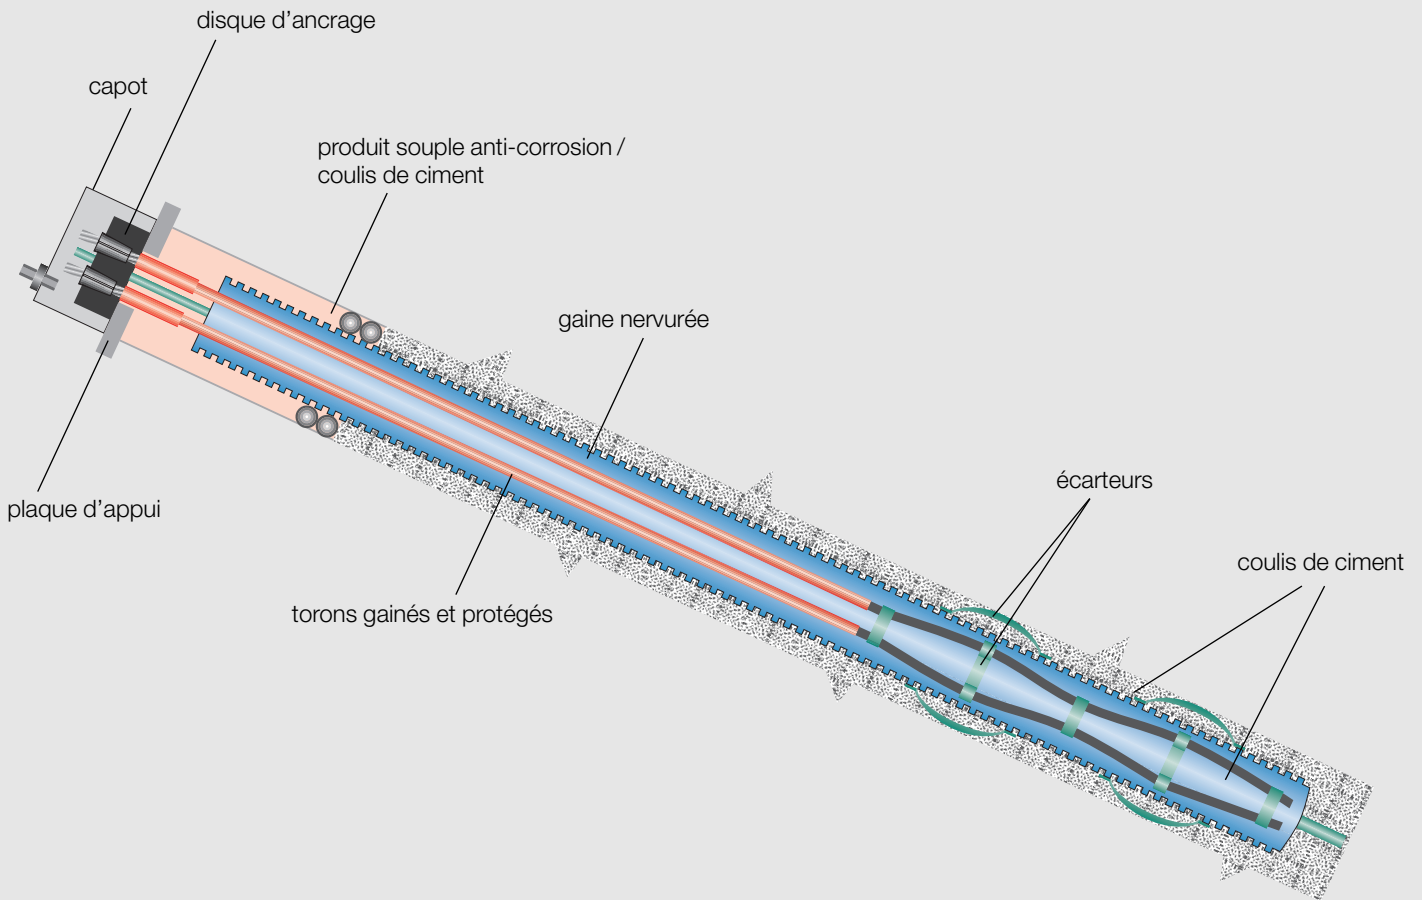 disque d’ancrage
capot
produit souple anti-corrosion /
coulis de ciment
gaine nervurée
écarteurs
plaque d’appui
coulis de ciment
torons gainés et protégés